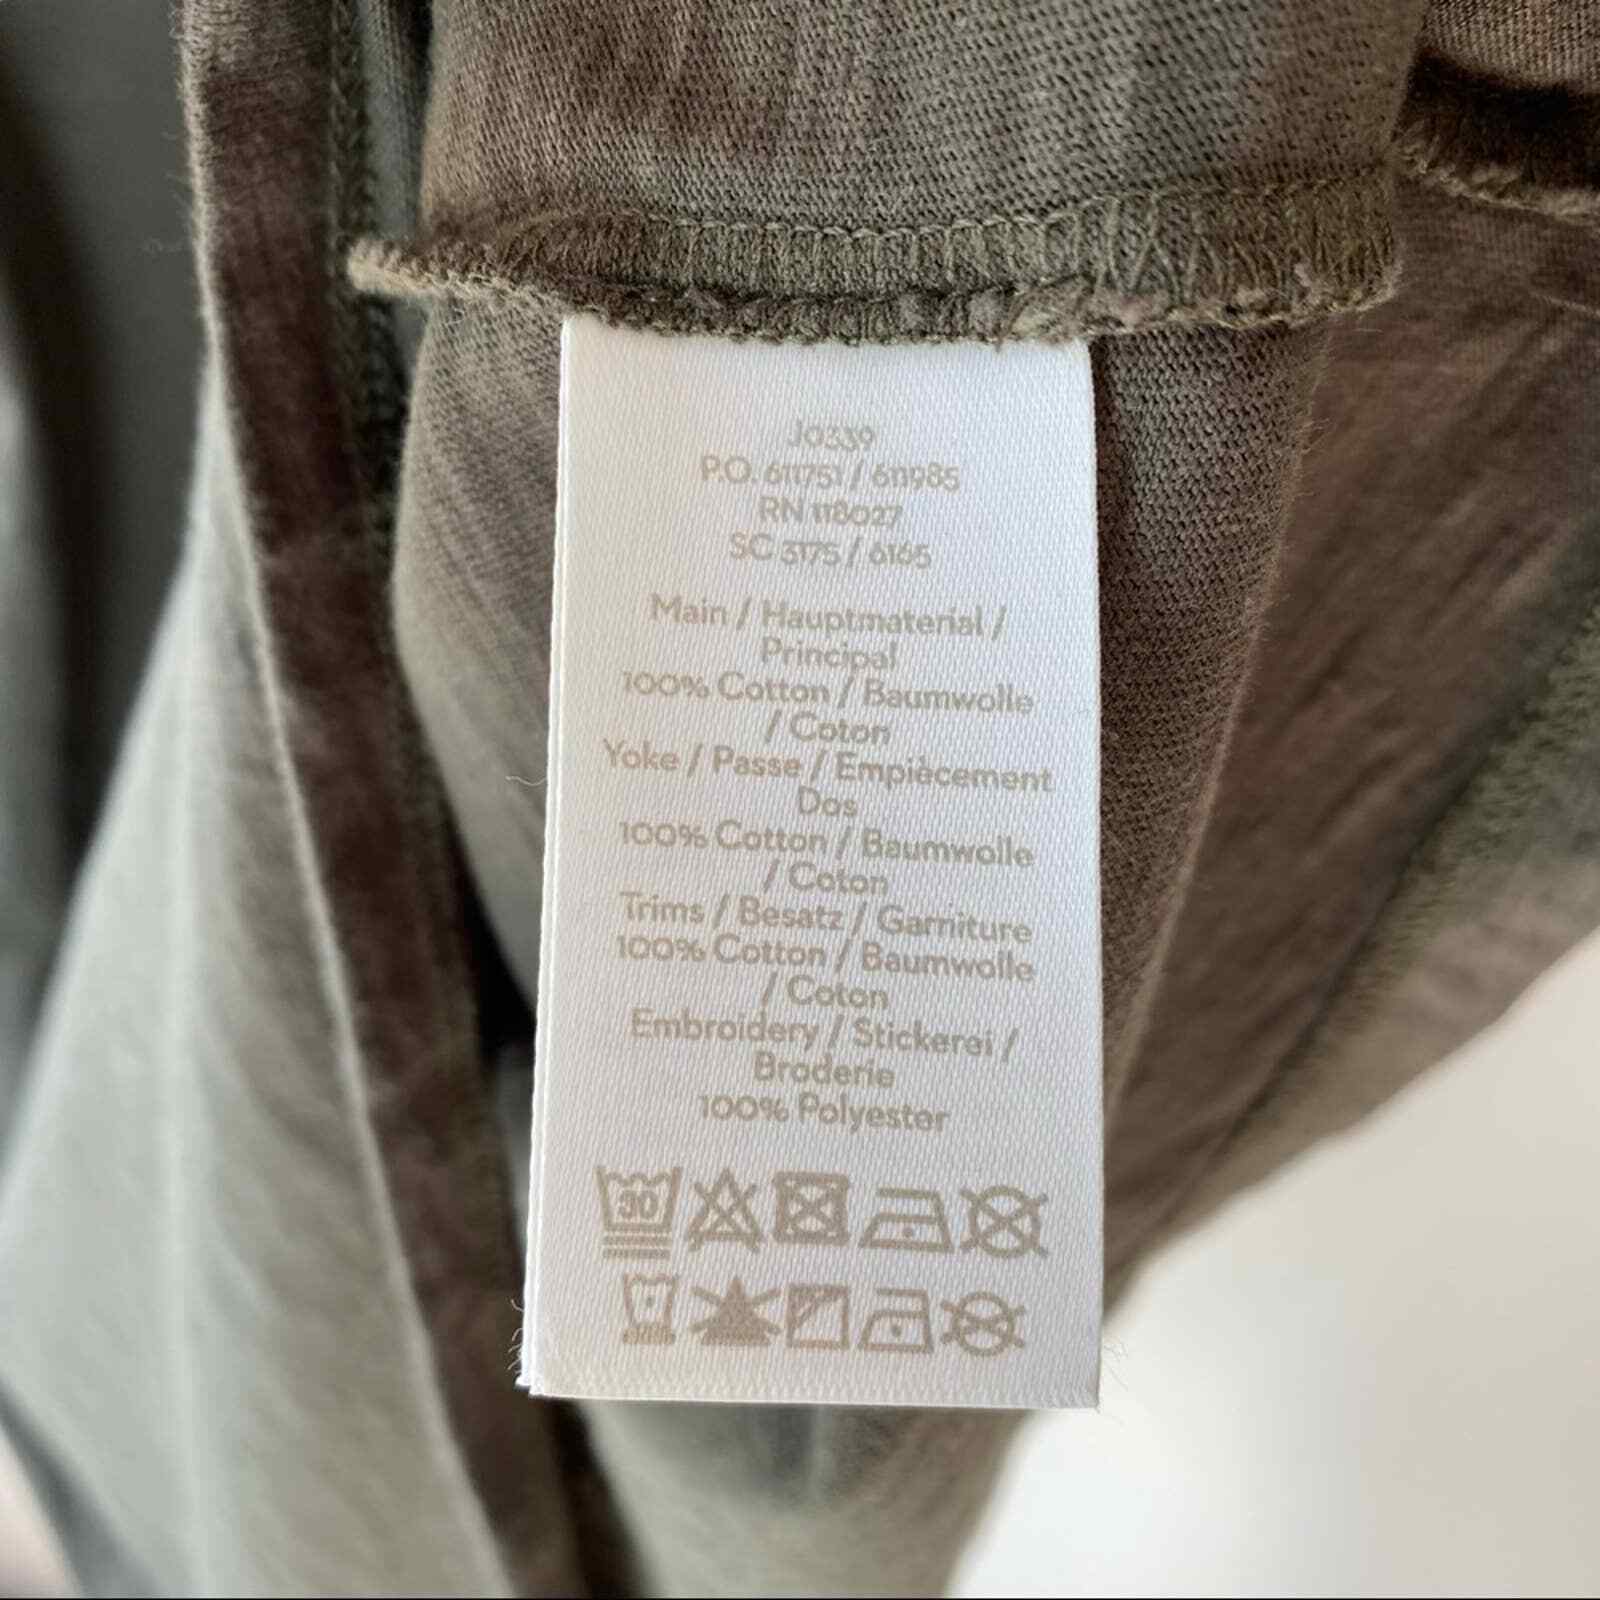 J0339
P.O. 611751 / 611985
RN 118027
SC 3175 / 6165
Main / Hauptmaterial /
Principal
100% Cotton / Baumwolle
/ Coton
Yoke / Passe / Empiècement
Dos
100% Cotton / Baumwolle
/ Coton
Trims / Besatz / Garniture
100% Cotton / Baumwolle
/ Coton
Embroidery / Stickerei /
Broderie
100% Polyester
30